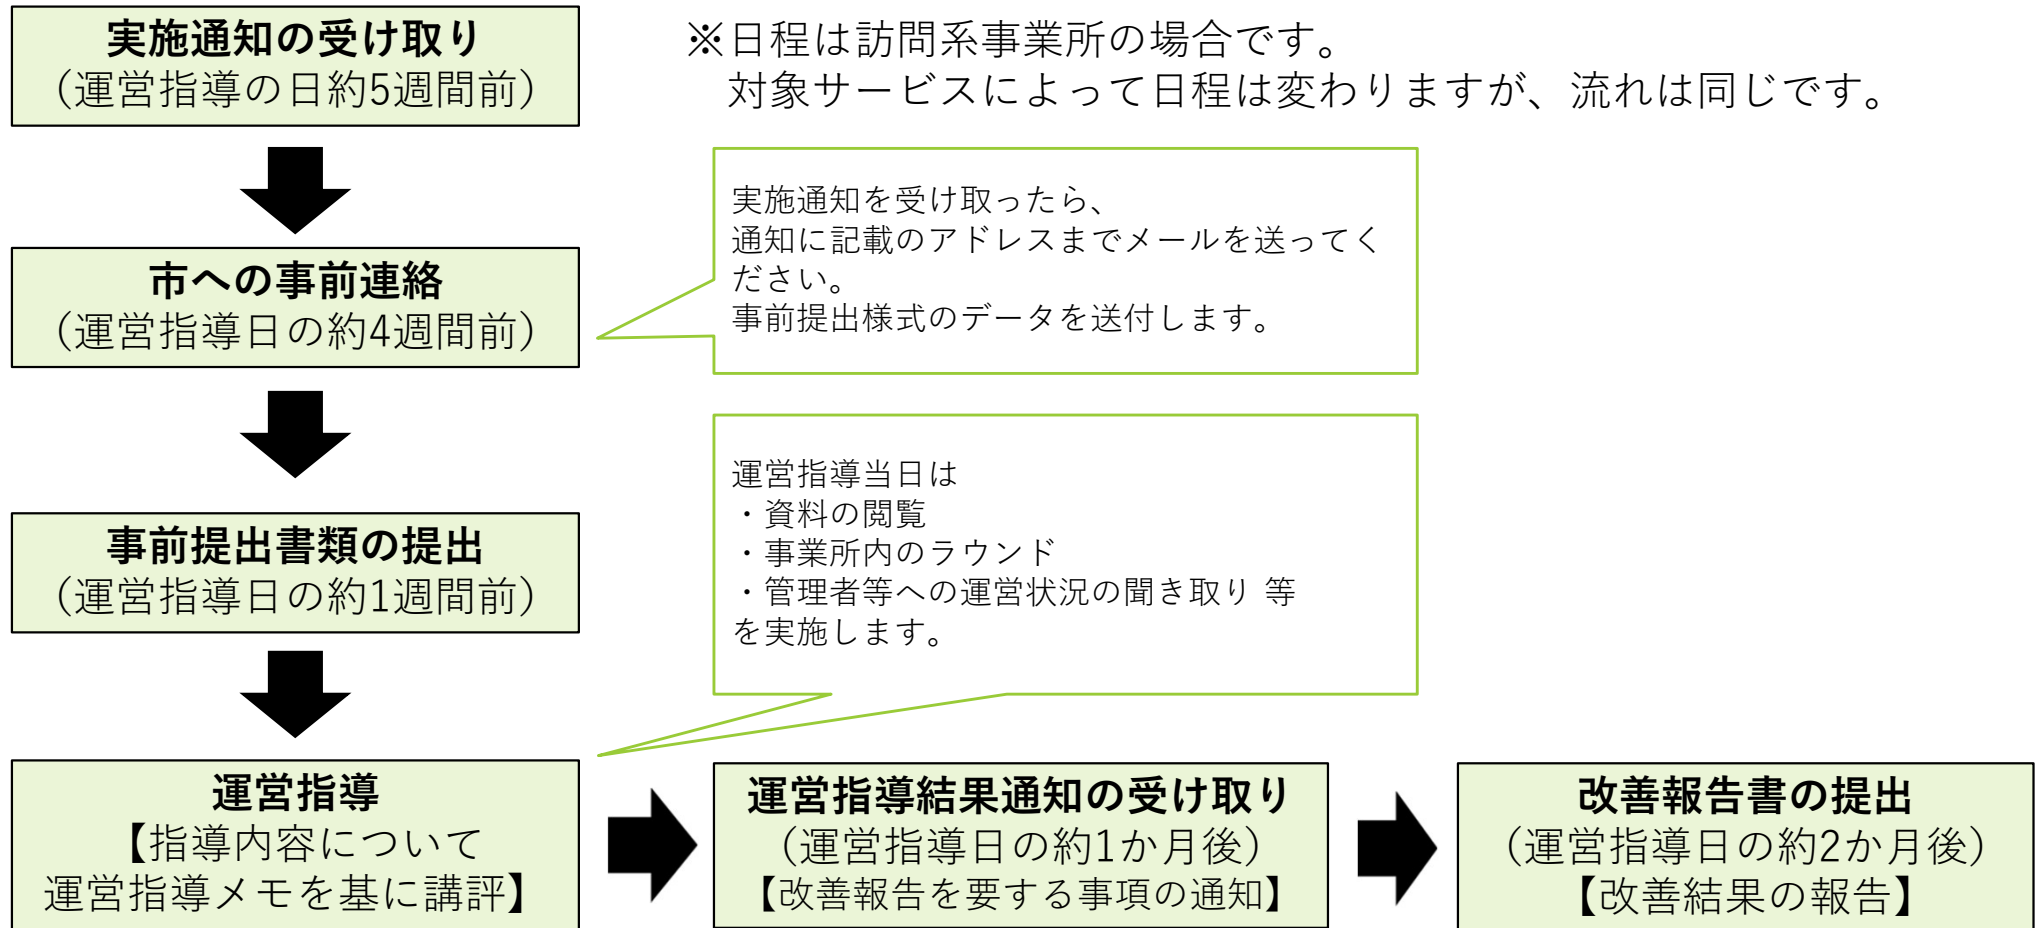 実施通知の受け取り
（運営指導の日約5週間前）
※日程は訪問系事業所の場合です。
対象サービスによって日程は変わりますが、流れは同じです。
市への事前連絡
（運営指導日の約4週間前）
実施通知を受け取ったら、
通知に記載のアドレスまでメールを送ってく
ださい。
事前提出様式のデータを送付します。
事前提出書類の提出
（運営指導日の約1週間前）
運営指導当日は
・資料の閲覧
・事業所内のラウンド
・管理者等への運営状況の聞き取り 等
を実施します。
運営指導
【指導内容について
運営指導メモを基に講評】
運営指導結果通知の受け取り
（運営指導日の約1か月後）
【改善報告を要する事項の通知】
改善報告書の提出
（運営指導日の約2か月後）
【改善結果の報告】